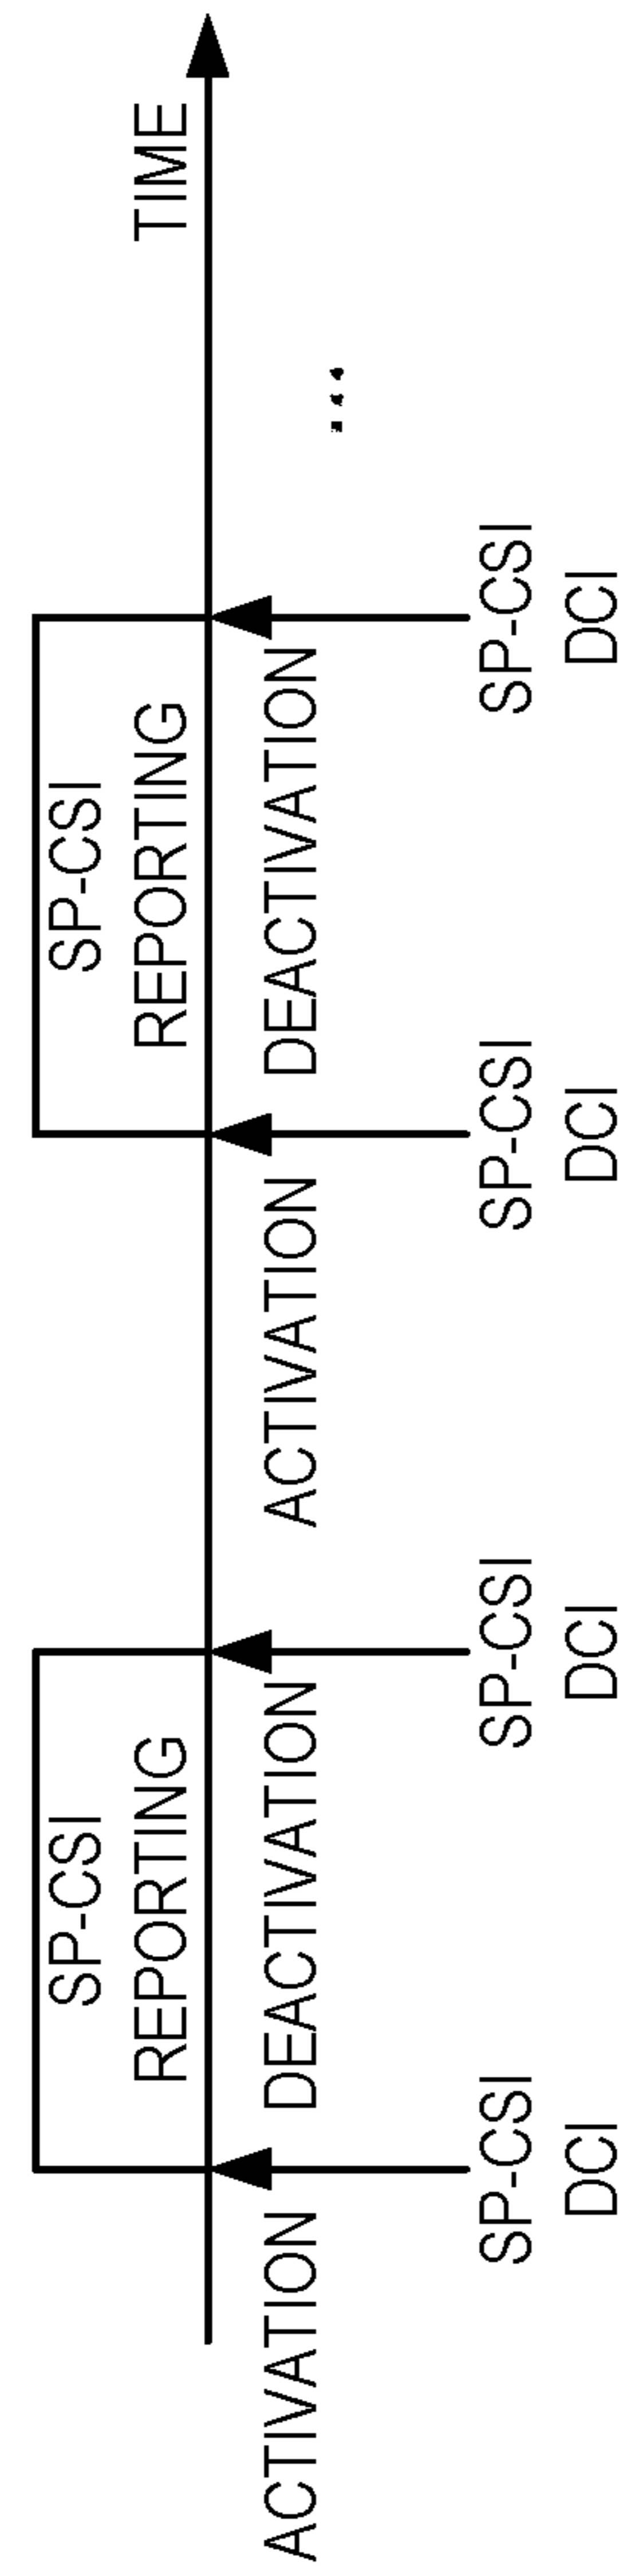 SP-CSI
REPORTING
SP-CSI
REPORTING
TIME
ACTIVATION
DEACTIVATION
ACTIVATION
DEACTIVATION
...
SP-CSI
DCI
SP-CSI
DCI
SP-CSI
DCI
SP-CSI
DCI